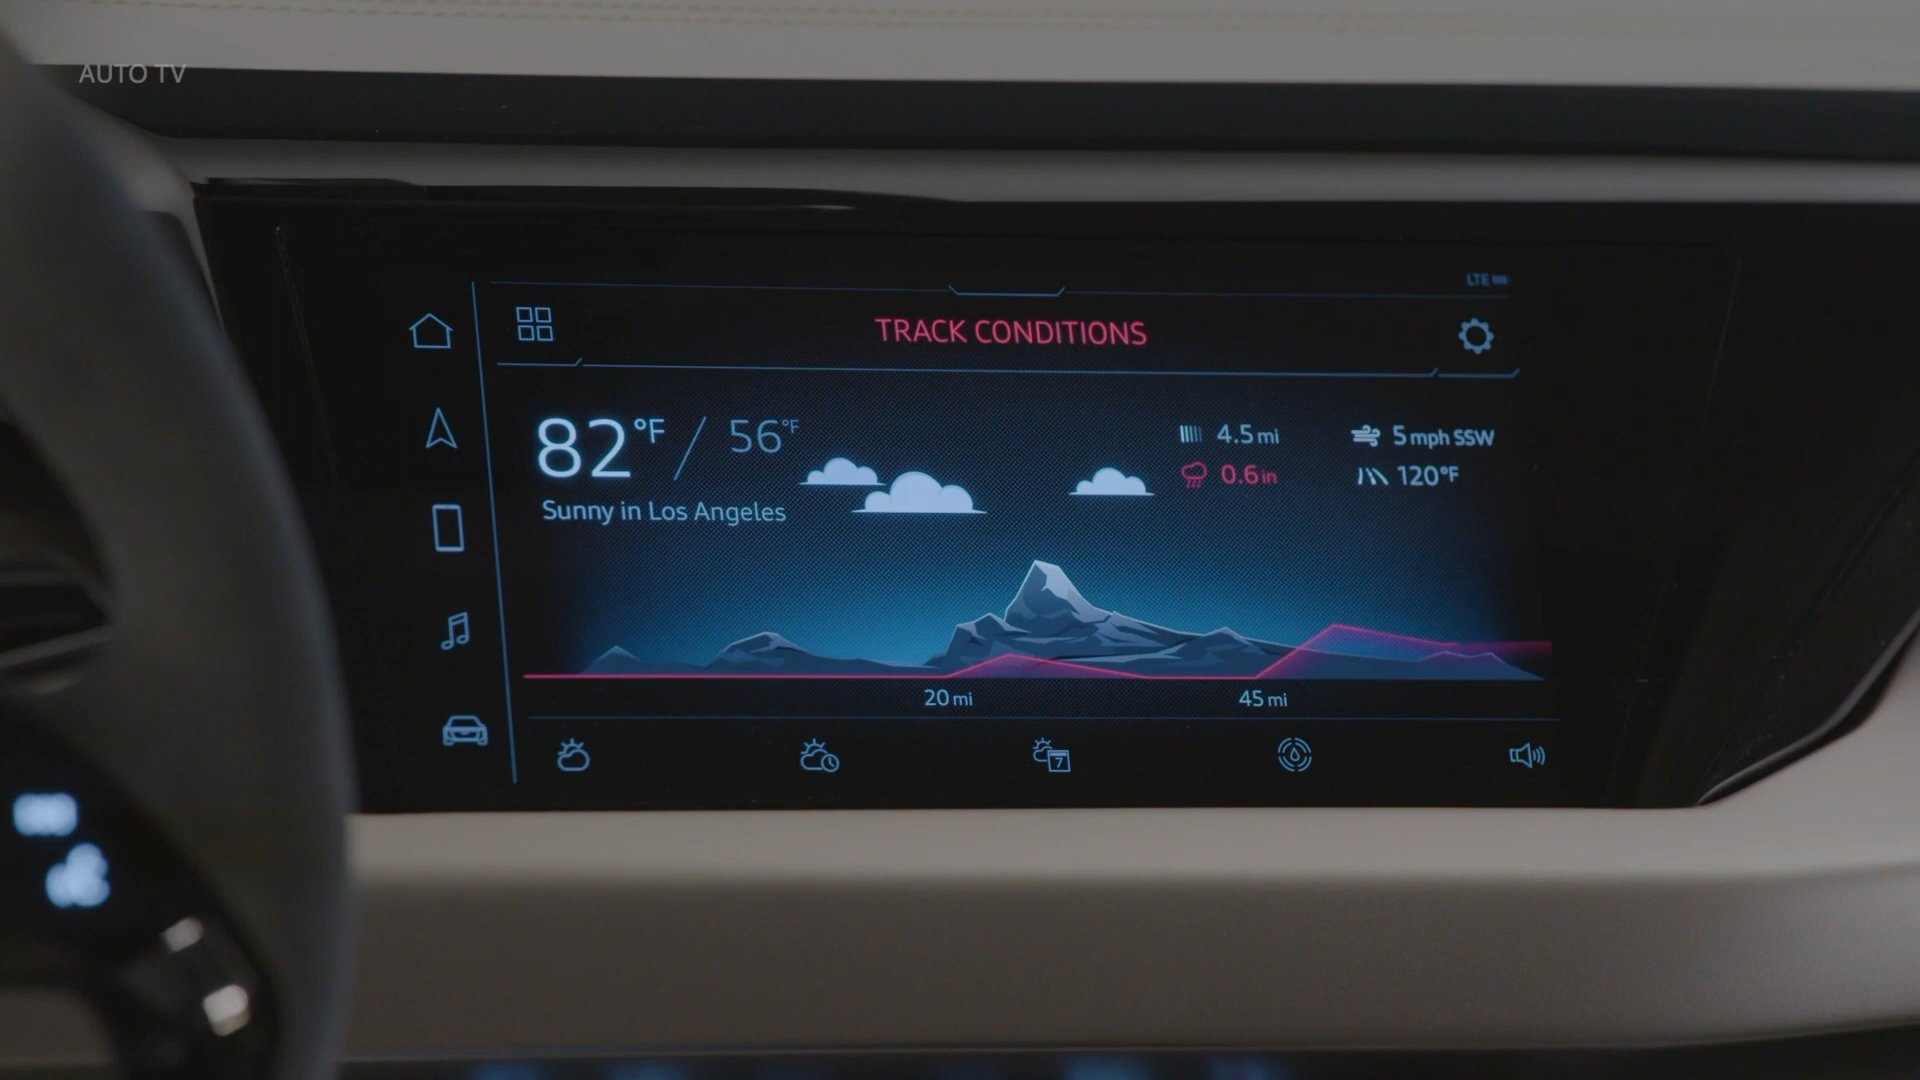 AUTO TV
LTE
TRACK CONDITIONS
82°F / 56°F
4.5 mi
5 mph SSW
0.6 in
120°F
Sunny in Los Angeles
20 mi
45 mi
7